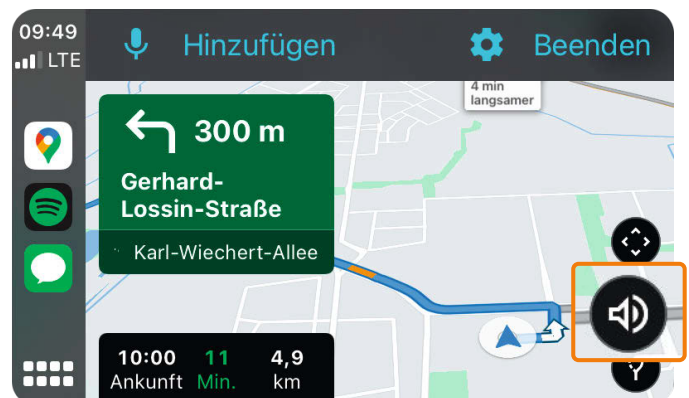 09:49
LTE
Hinzufügen
Beenden
4 min
langsamer
300 m
Gerhard-
Lossin-Straße
Karl-Wiechert-Allee
10:00 11 4,9
Ankunft Min. km